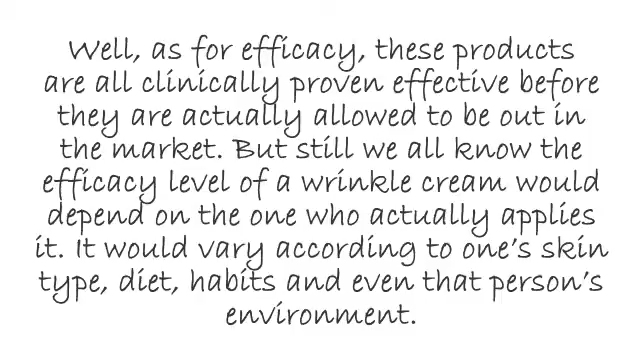 Well, as for efficacy, these products
are all clinically proven effective before
they are actually allowed to be out in
the market. But still we all know the
efficacy level of a wrinkle cream would
depend on the one who actually applies
it. It would vary according to one's skin
type, diet, habits and even that person's
environment.